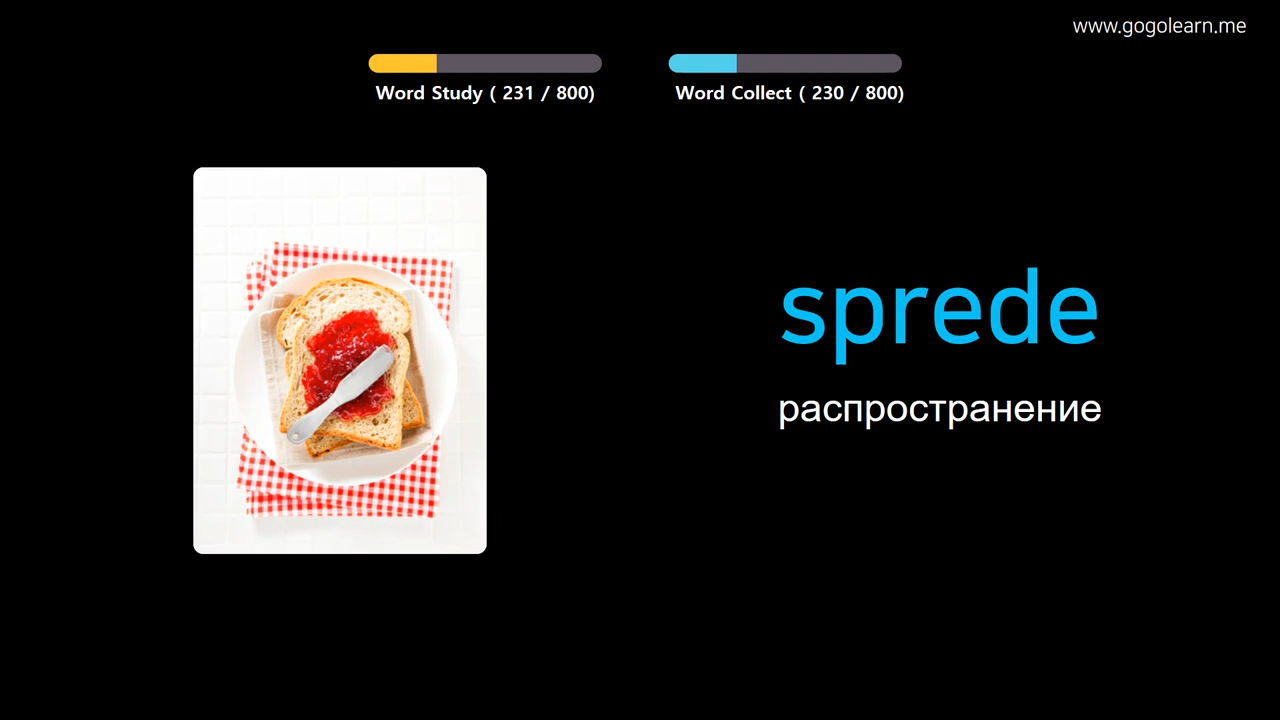 www.gogolearn.me
Word Study ( 231 / 800)
Word Collect ( 230 / 800)
sprede
распространение